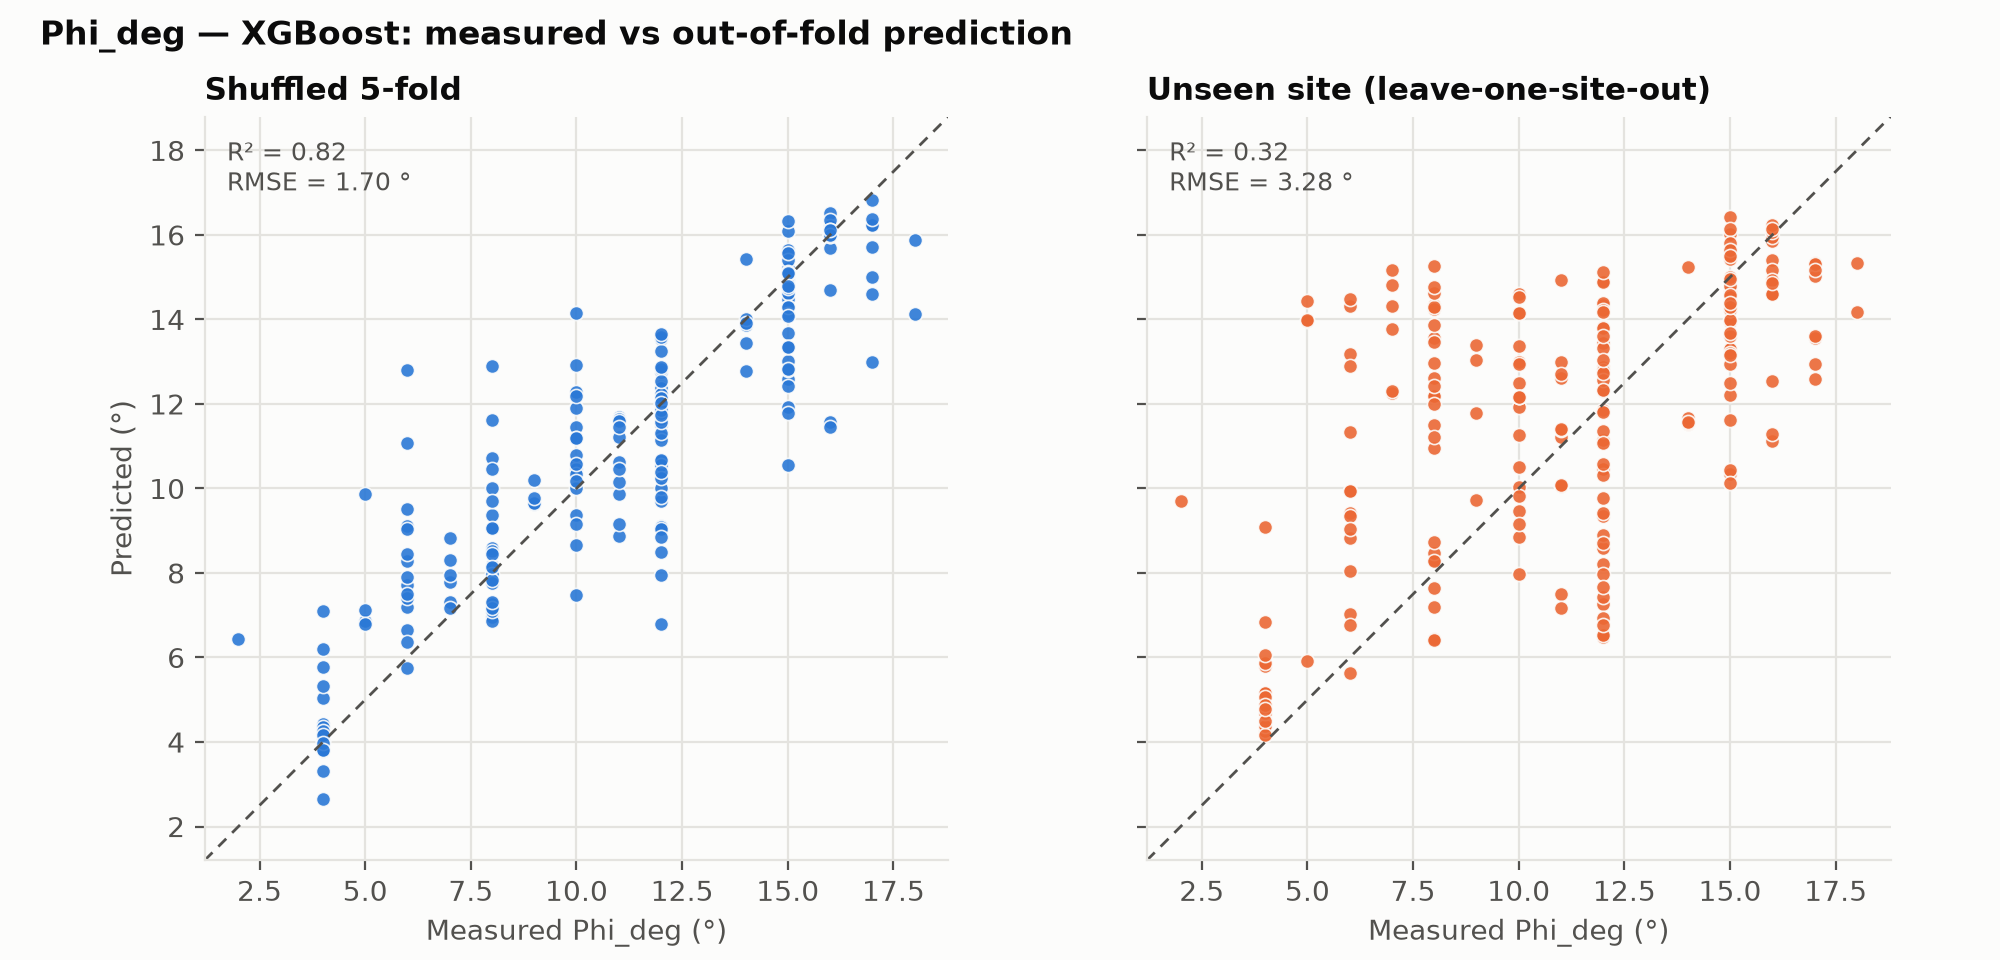 Phi_deg — XGBoost: measured vs out-of-fold prediction
Shuffled 5-fold
R² = 0.82
RMSE = 1.70 °
18
16
14
12
10
8
6
4
2
Predicted (°)
2.5 5.0 7.5 10.0 12.5 15.0 17.5
Measured Phi_deg (°)
Unseen site (leave-one-site-out)
R² = 0.32
RMSE = 3.28 °
2.5 5.0 7.5 10.0 12.5 15.0 17.5
Measured Phi_deg (°)